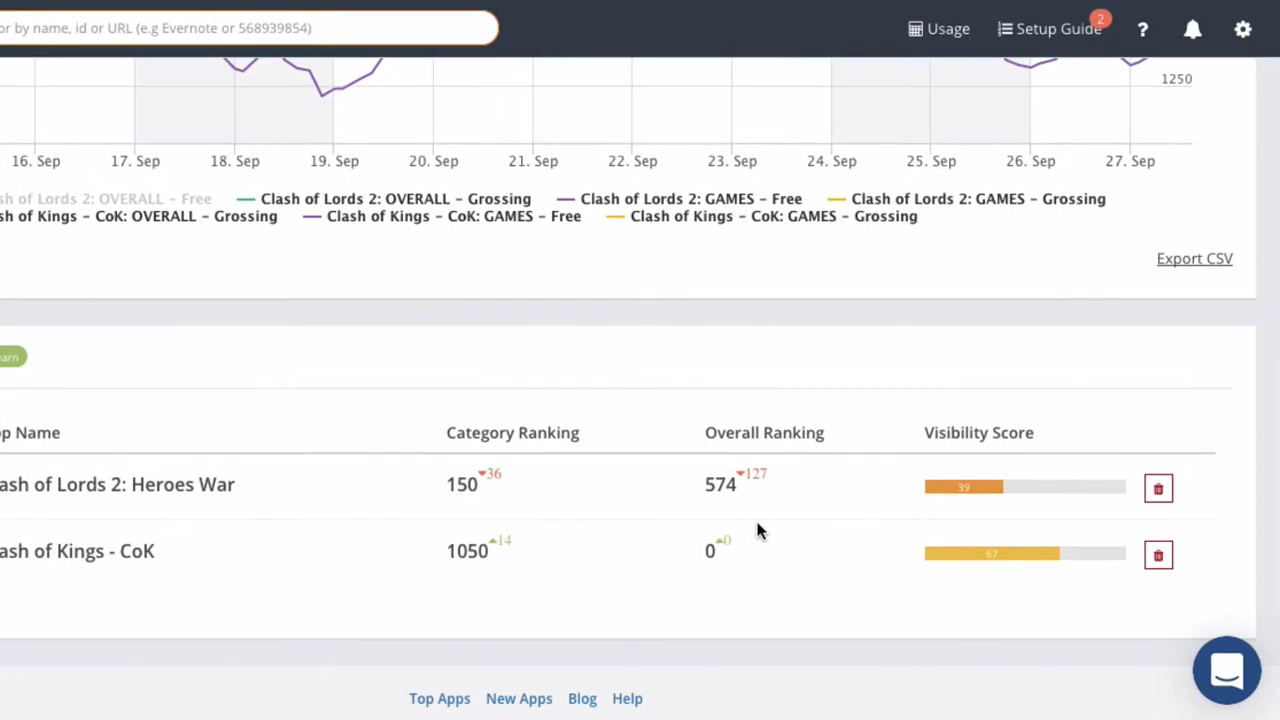 or by name, id or URL (e.g Evernote or 568939854)
Usage
Setup Guide
2
?
1250
16. Sep 17. Sep 18. Sep 19. Sep 20. Sep 21. Sep 22. Sep 23. Sep 24. Sep 25. Sep 26. Sep 27. Sep
sh of Lords 2: OVERALL – Free Clash of Lords 2: OVERALL – Grossing Clash of Lords 2: GAMES – Free Clash of Lords 2: GAMES – Grossing
sh of Kings – CoK: OVERALL – Grossing Clash of Kings – CoK: GAMES – Free Clash of Kings – CoK: GAMES – Grossing
Export CSV
earn
pp Name Category Ranking Overall Ranking Visibility Score
ash of Lords 2: Heroes War 150 36 574 127 39
ash of Kings - CoK 1050 14 0 0 67
Top Apps New Apps Blog Help